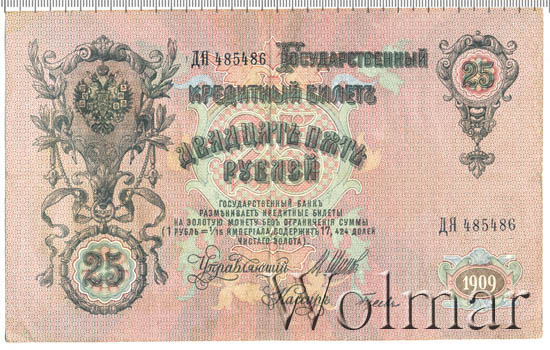 ДЯ 485486 Государственный
25
Кредитный Билетъ
Двадцать пять
рублей
Государственный Банкъ
размѣниваетъ кредитные билеты
на золотую монету безъ ограниченія суммы
(1 рубль = 1/15 имперіала, содержитъ 17,424 долей
чистаго золота).
ДЯ 485486
25
Управляющій И. Шипов
Кассиръ
1909
Wolmar